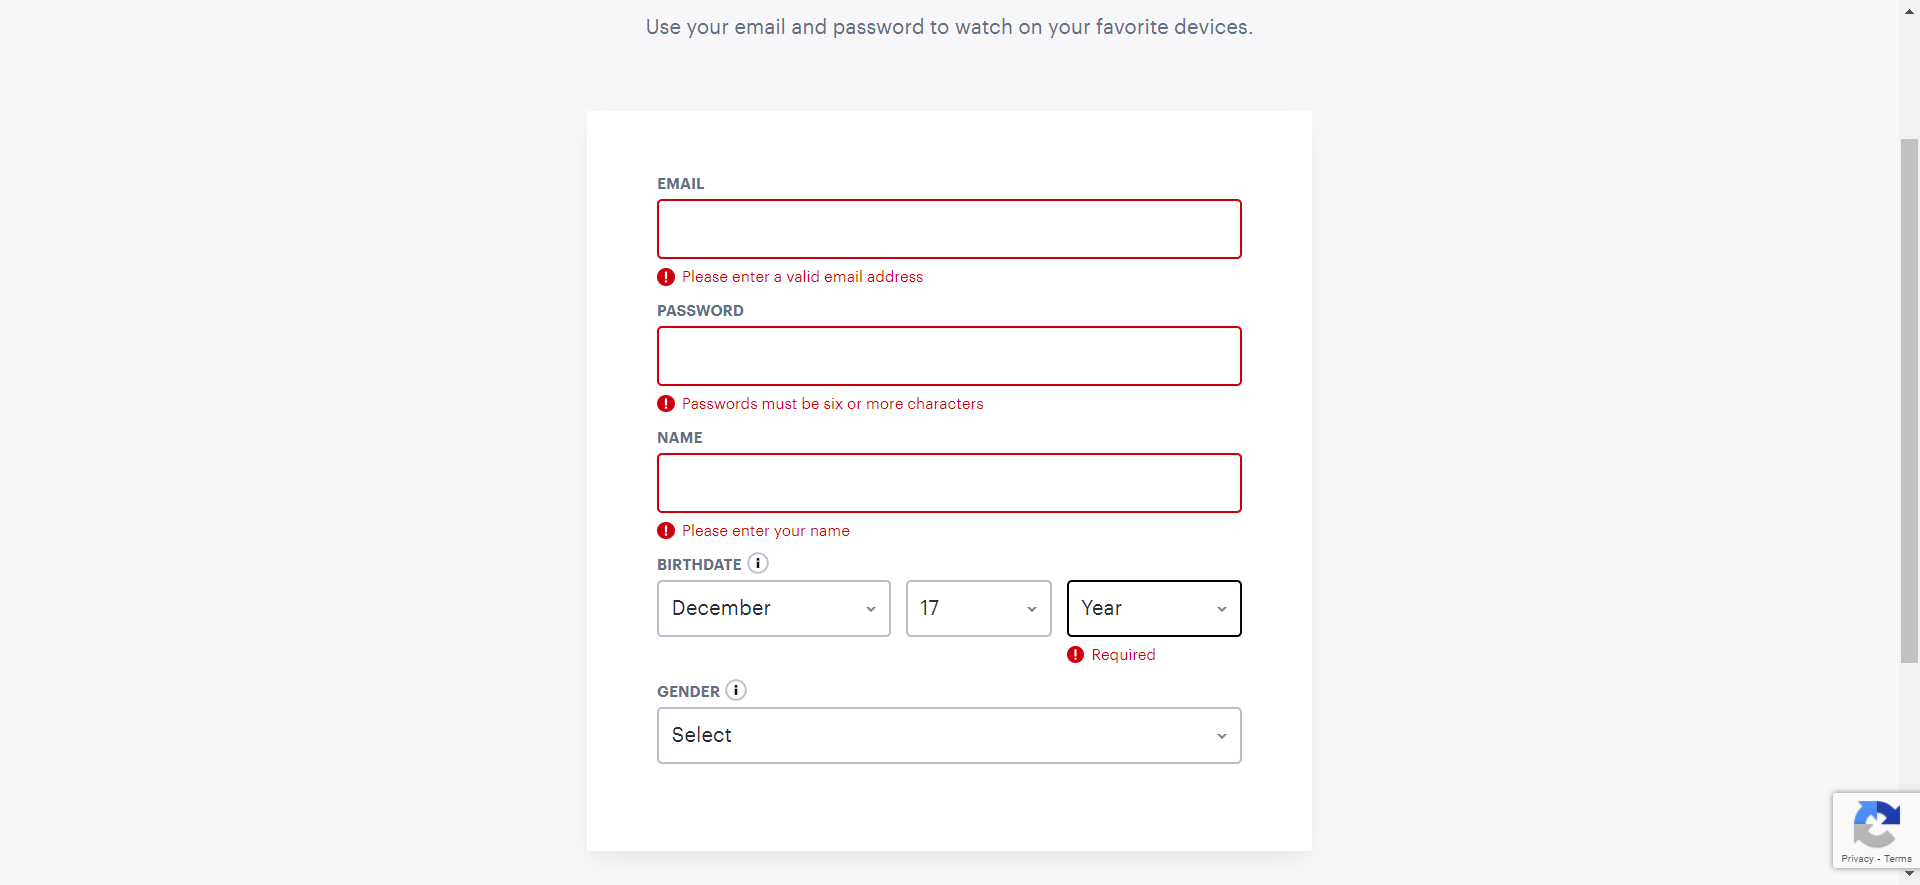 Use your email and password to watch on your favorite devices.
EMAIL
Please enter a valid email address
PASSWORD
Passwords must be six or more characters
NAME
Please enter your name
BIRTHDATE
December 17 Year
Required
GENDER
Select
Privacy - Terms